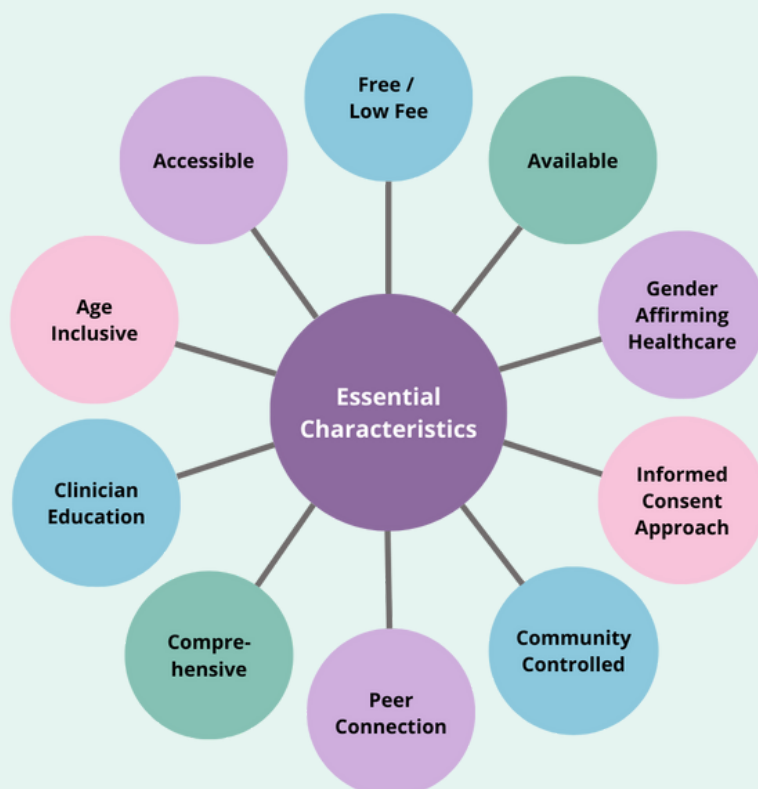 Free /
Low Fee
Accessible
Available
Age
Inclusive
Gender
Affirming
Healthcare
Essential
Characteristics
Clinician
Education
Informed
Consent
Approach
Compre-
hensive
Community
Controlled
Peer
Connection